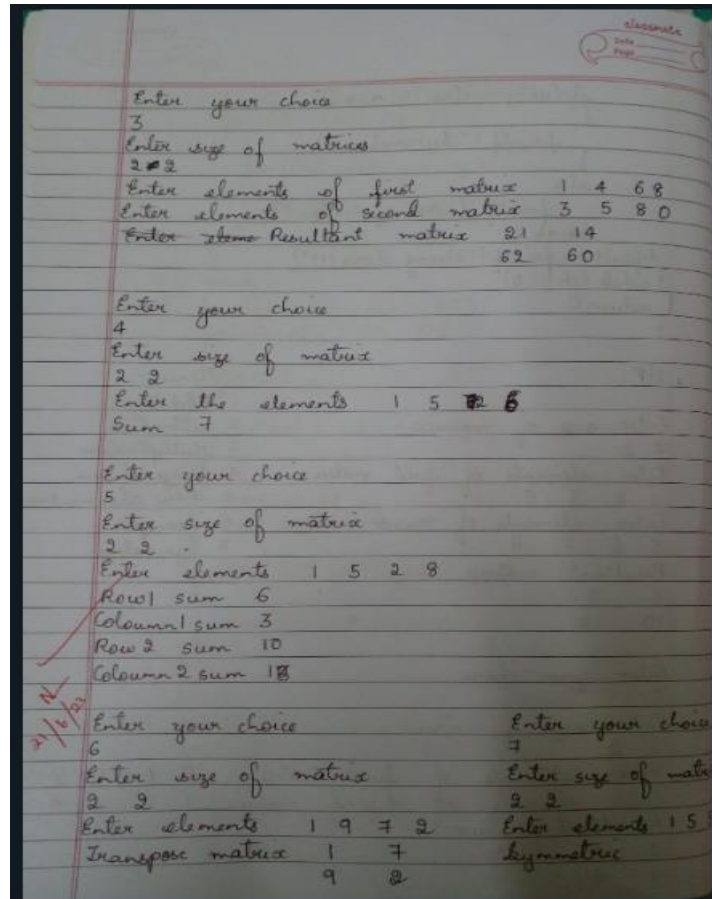 classmate
Date
Page
Enter your choice
3
Enter size of matrices
2 2
Enter elements of first matrix 1 4 6 8
Enter elements of second matrix 3 5 8 0
Resultant matrix 21 14
62 60
Enter your choice
4
Enter size of matrix
2 2
Enter the elements 1 5 2 6
Sum 7
Enter your choice
5
Enter size of matrix
2 2
Enter elements 1 5 2 8
Row1 sum 6
Coloumn1 sum 3
Row 2 sum 10
Coloumn 2 sum 13
21/6/23
Enter your choice
6
Enter size of matrix
2 2
Enter elements 1 9 7 2
Transpose matrix 1 7
9 2
Enter your choice
7
Enter size of matr
2 2
Enter elements 1 5
Symmetric